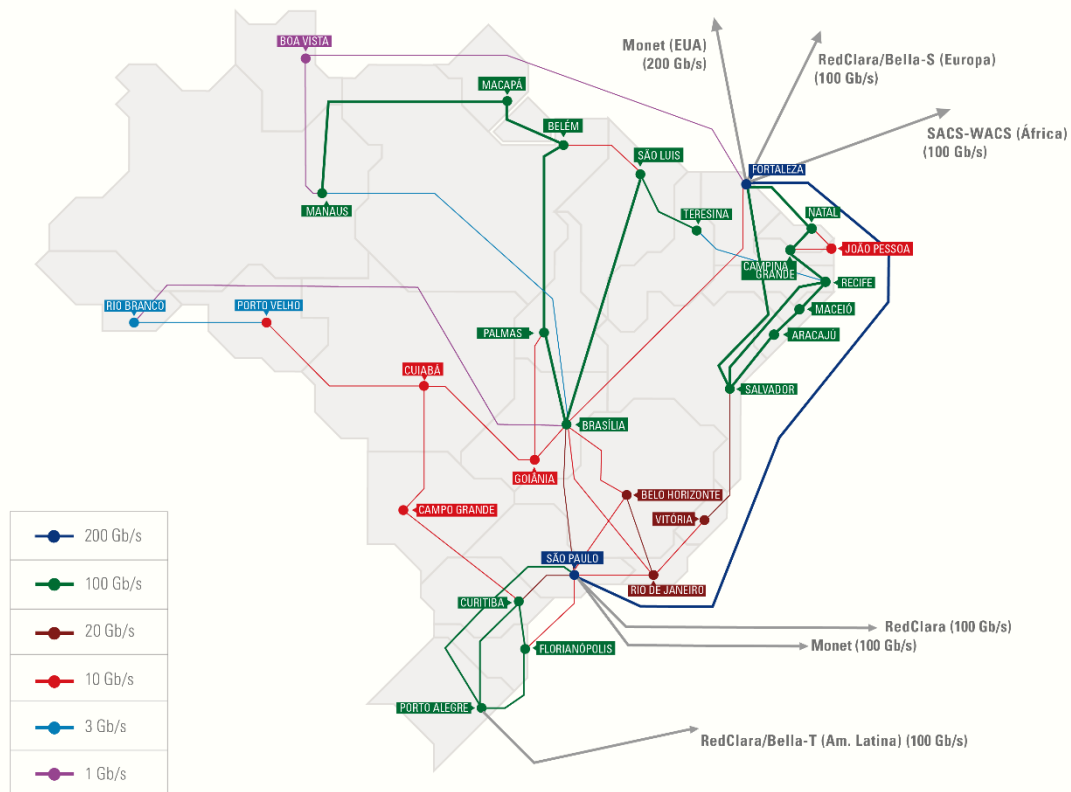 BOA VISTA
Monet (EUA)
(200 Gb/s)
RedClara/Bella-S (Europa)
(100 Gb/s)
MACAPÁ
SACS-WACS (África)
(100 Gb/s)
BELÉM
SÃO LUIS
FORTALEZA
MANAUS
TERESINA
NATAL
JOÃO PESSOA
CAMPINA
GRANDE
RECIFE
RIO BRANCO
PORTO VELHO
MACEIÓ
PALMAS
ARACAJÚ
CUIABÁ
SALVADOR
BRASÍLIA
GOIÂNIA
BELO HORIZONTE
CAMPO GRANDE
VITÓRIA
200 Gb/s
SÃO PAULO
100 Gb/s
RIO DE JANEIRO
CURITIBA
20 Gb/s
RedClara (100 Gb/s)
Monet (100 Gb/s)
FLORIANÓPOLIS
10 Gb/s
PORTO ALEGRE
3 Gb/s
RedClara/Bella-T (Am. Latina) (100 Gb/s)
1 Gb/s